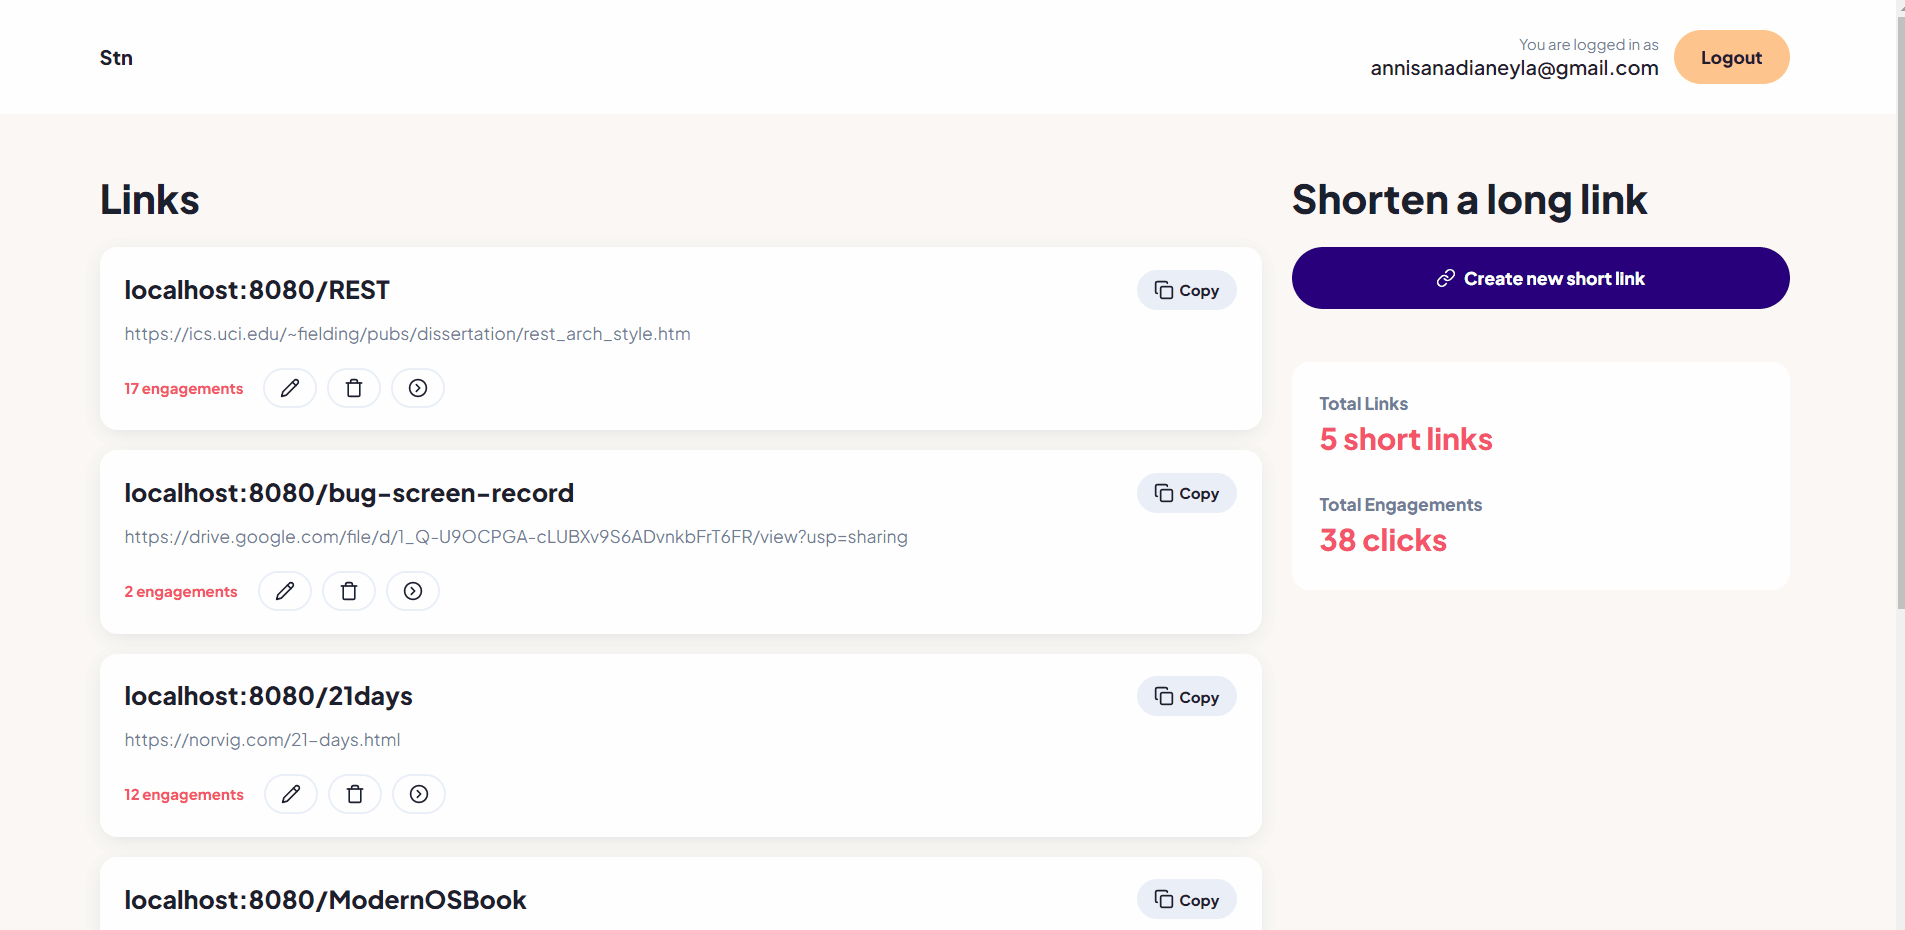 Stn
You are logged in as
annisanadianeyla@gmail.com
Logout
Links
localhost:8080/REST
Copy
https://ics.uci.edu/~fielding/pubs/dissertation/rest_arch_style.htm
17 engagements
localhost:8080/bug-screen-record
Copy
https://drive.google.com/file/d/1_Q-U9OCPGA-cLUBXv9S6ADvnkbFrT6FR/view?usp=sharing
2 engagements
localhost:8080/21days
Copy
https://norvig.com/21-days.html
12 engagements
localhost:8080/ModernOSBook
Copy
Shorten a long link
Create new short link
Total Links
5 short links
Total Engagements
38 clicks